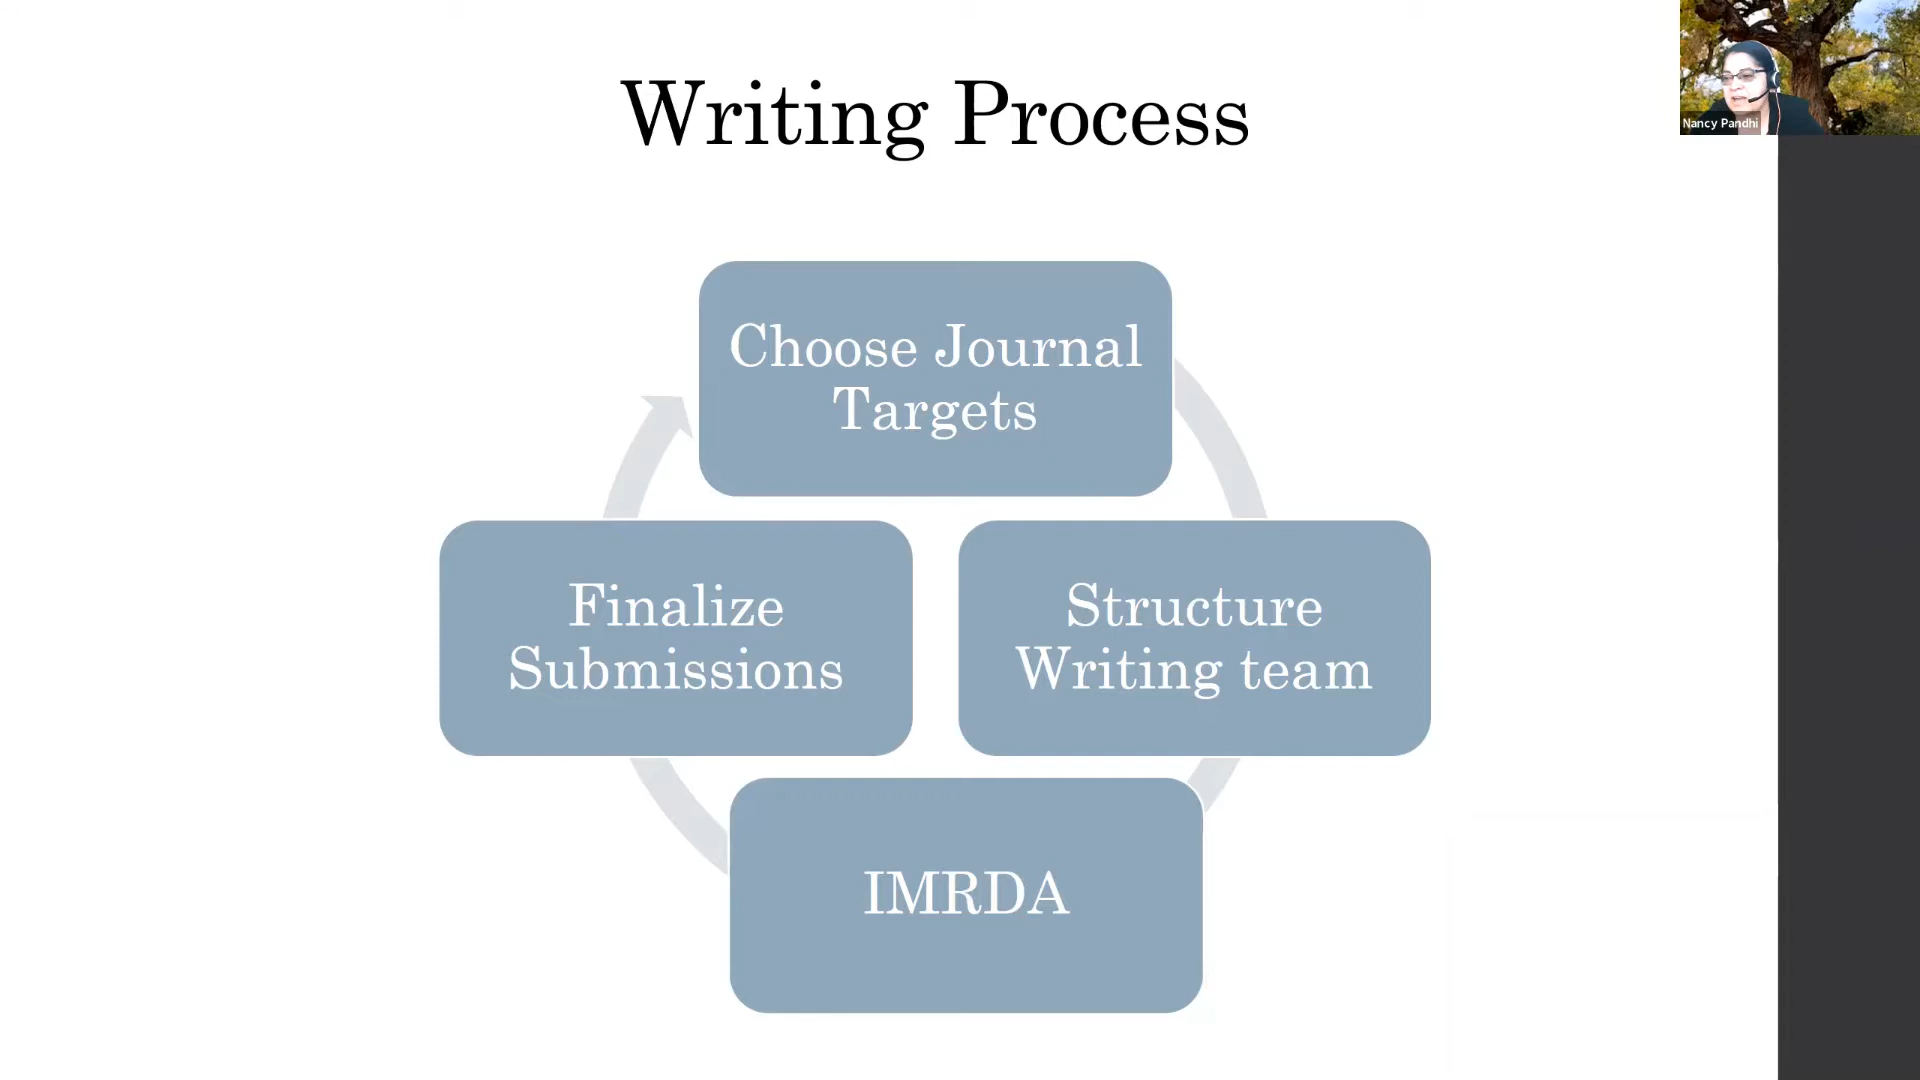 Writing Process
Nancy Pandhi
Choose Journal
Targets
Structure
Writing team
IMRDA
Finalize
Submissions